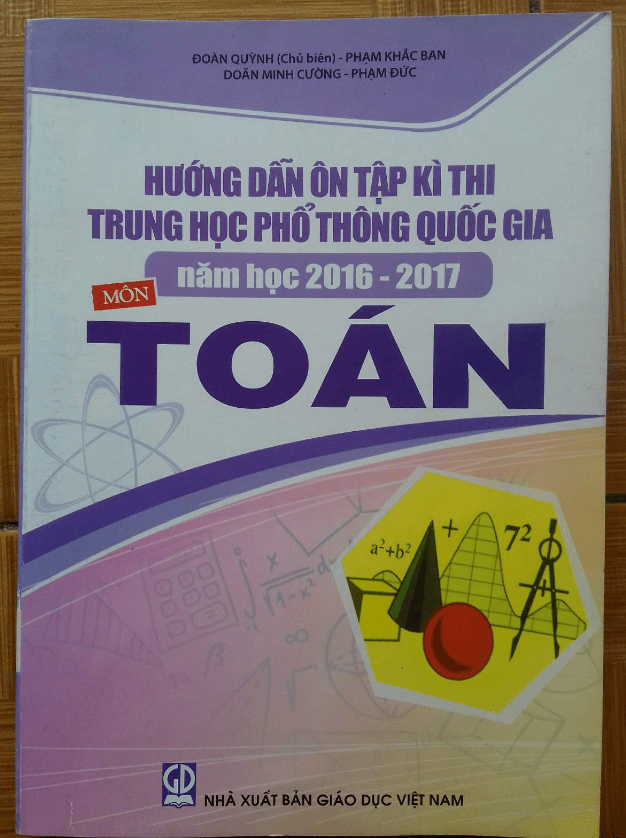 ĐOÀN QUỲNH (Chủ biên) - PHẠM KHẮC BAN
DOÃN MINH CƯỜNG - PHẠM ĐỨC
HƯỚNG DẪN ÔN TẬP KÌ THI
TRUNG HỌC PHỔ THÔNG QUỐC GIA
năm học 2016 - 2017
MÔN
TOÁN
a²+b²
+
7²
∞
β
GD
NHÀ XUẤT BẢN GIÁO DỤC VIỆT NAM